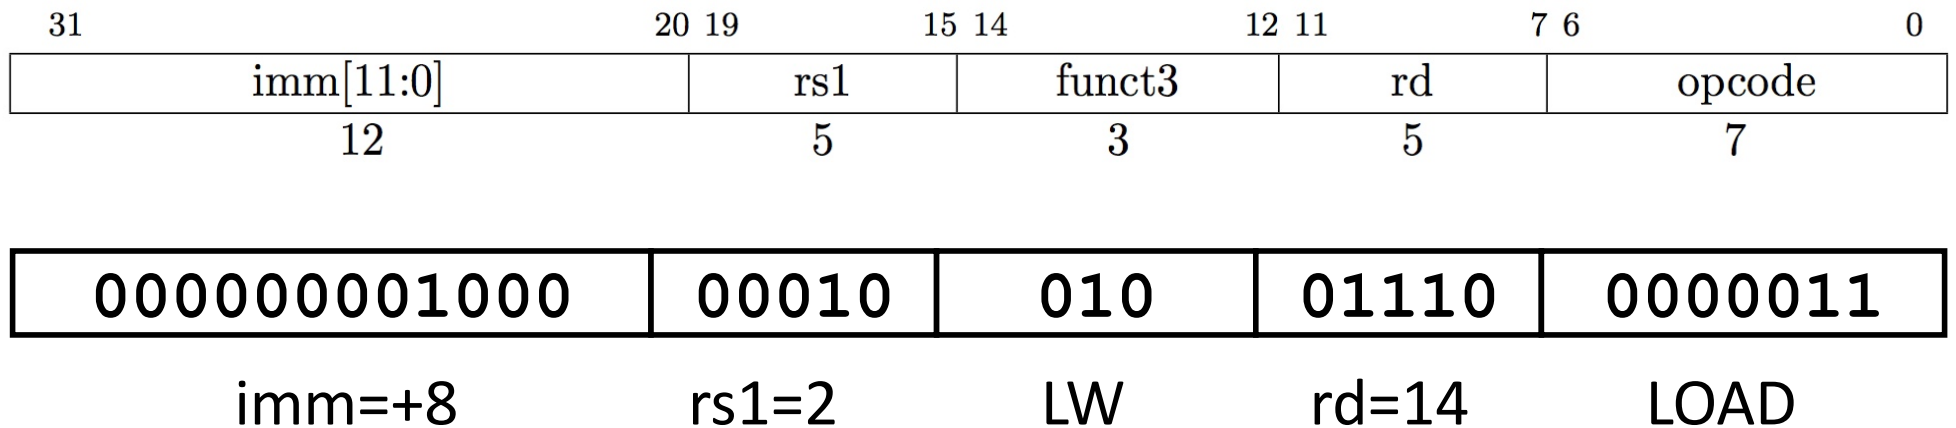 31 20 19 15 14 12 11 7 6 0
imm[11:0] rs1 funct3 rd opcode
12 5 3 5 7
000000001000 00010 010 01110 0000011
imm=+8 rs1=2 LW rd=14 LOAD